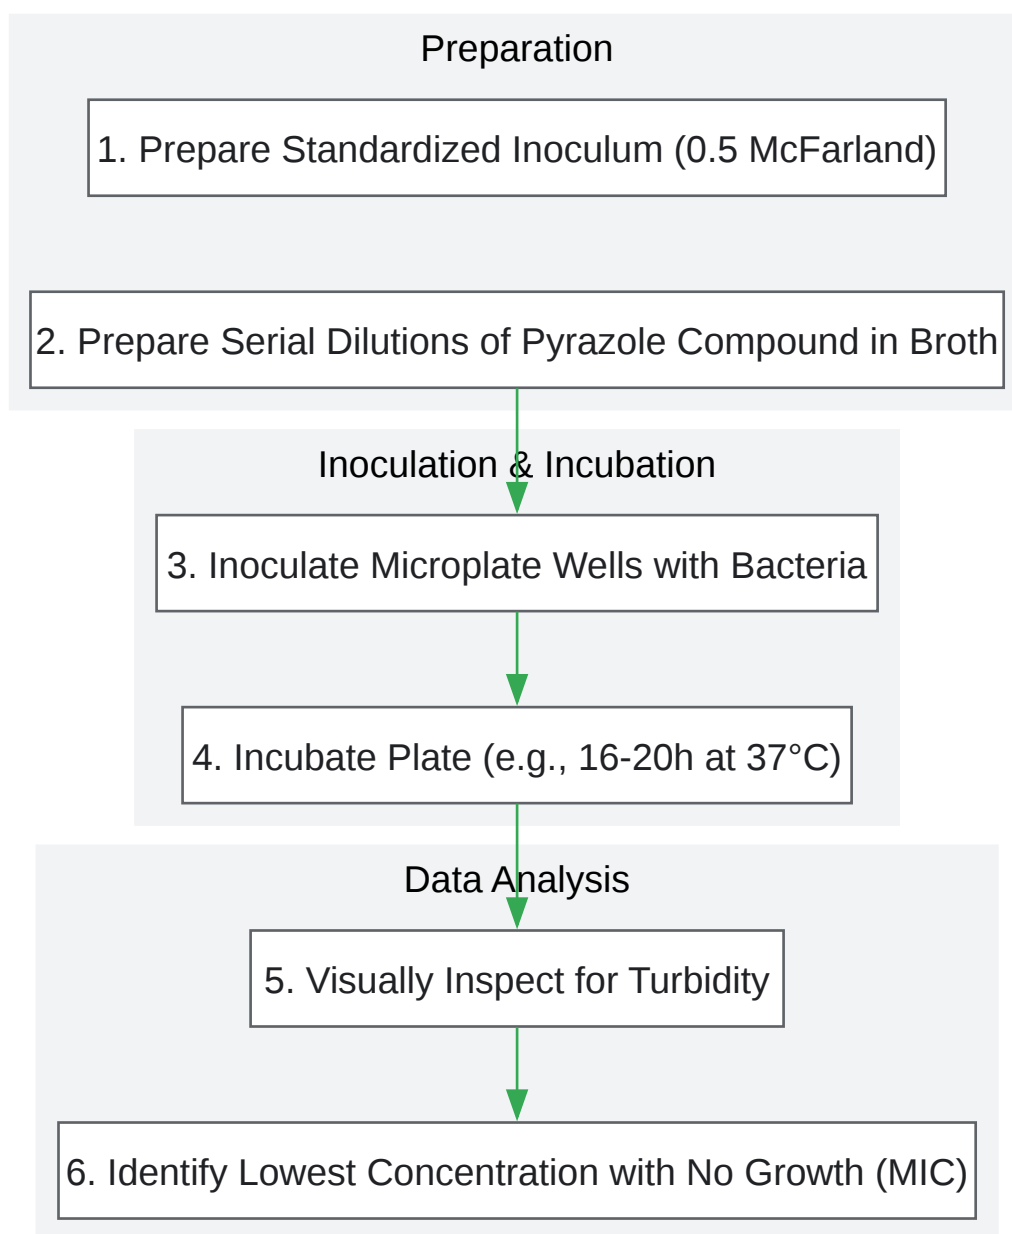 Preparation
1. Prepare Standardized Inoculum (0.5 McFarland)
2. Prepare Serial Dilutions of Pyrazole Compound in Broth
Inoculation & Incubation
3. Inoculate Microplate Wells with Bacteria
4. Incubate Plate (e.g., 16-20h at 37°C)
Data Analysis
5. Visually Inspect for Turbidity
6. Identify Lowest Concentration with No Growth (MIC)